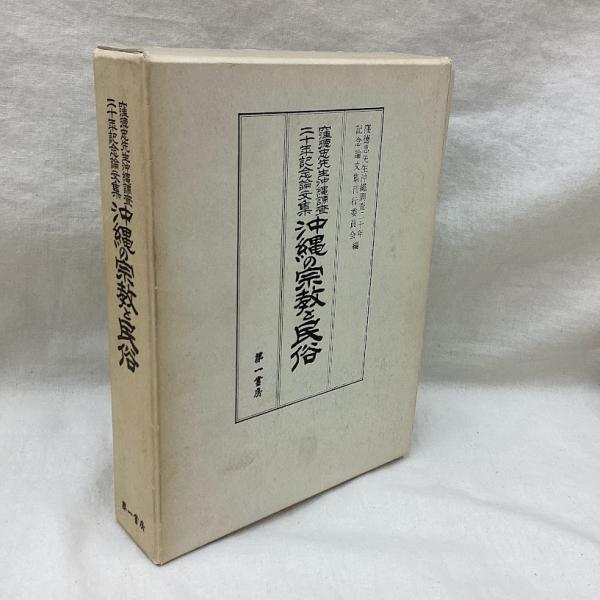 窪徳忠先生沖縄調査二十年
記念論文集刊行委員会編
窪徳忠先生沖縄調査
二十年記念論文集
沖縄の宗教と民俗
第一書房
窪徳忠先生沖縄調査
二十年記念論文集
沖縄の宗教と民俗
第一書房